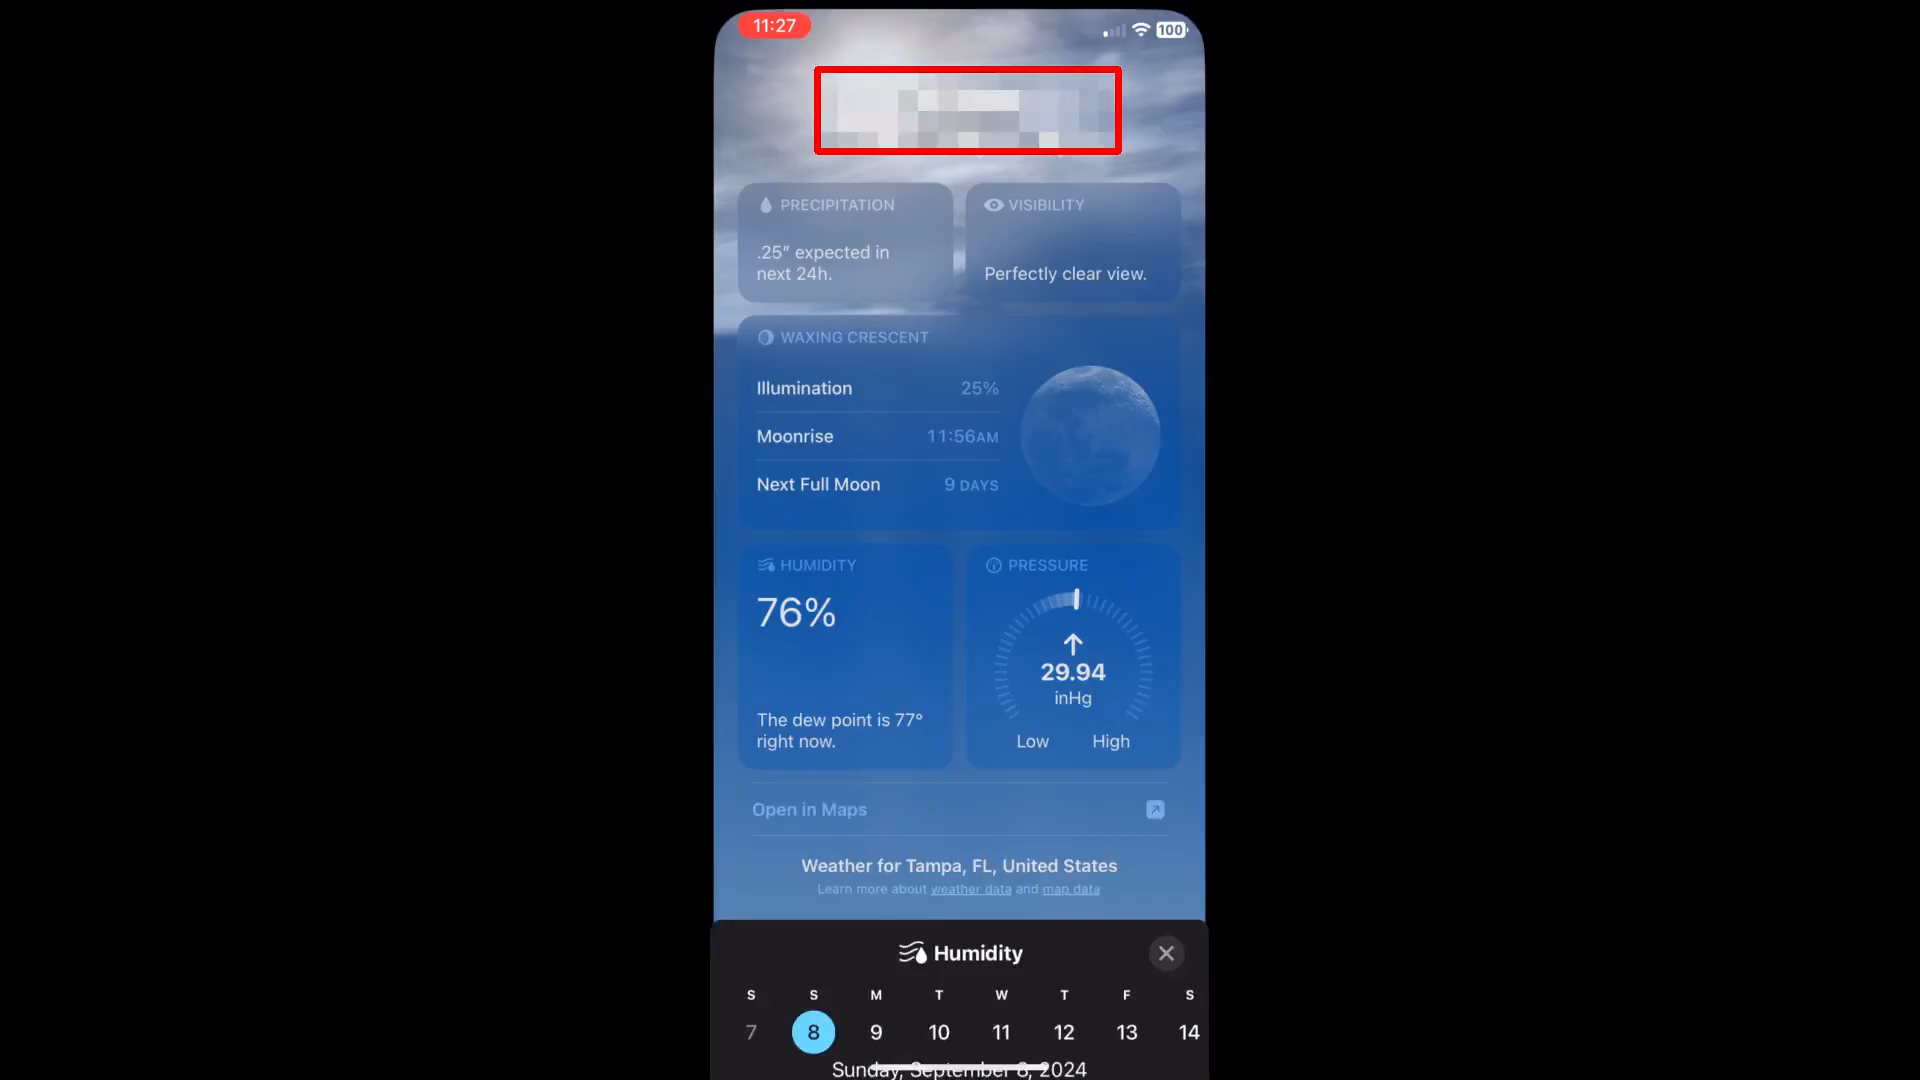 11:27
100
PRECIPITATION
VISIBILITY
.25” expected in
next 24h.
Perfectly clear view.
WAXING CRESCENT
Illumination 25%
Moonrise 11:56AM
Next Full Moon 9 DAYS
HUMIDITY
PRESSURE
76%
29.94
inHg
The dew point is 77°
right now.
Low High
Open in Maps
Weather for Tampa, FL, United States
Learn more about weather data and map data
Humidity
S S M T W T F S
7 8 9 10 11 12 13 14
Sunday, September 8, 2024